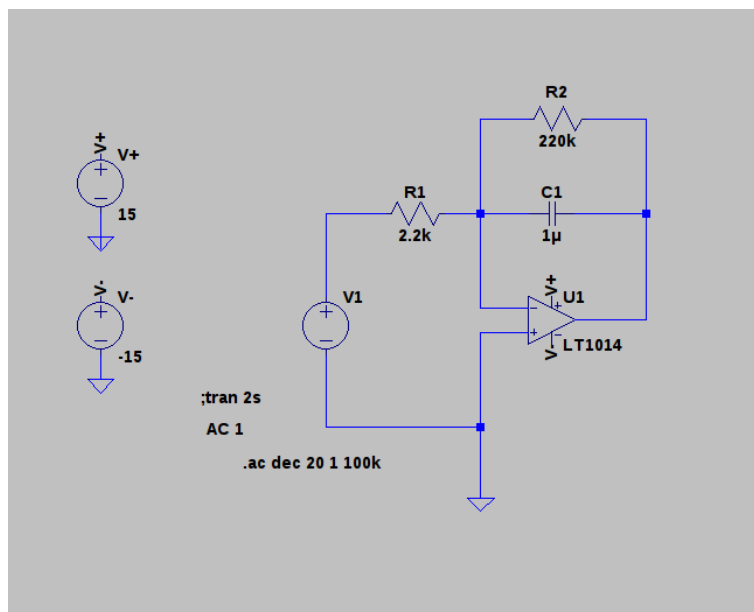 R2
220k
V+
V+
15
R1
2.2k
C1
1µ
V-
V-
-15
V1
V+
U1
V-
LT1014
;tran 2s
AC 1
.ac dec 20 1 100k